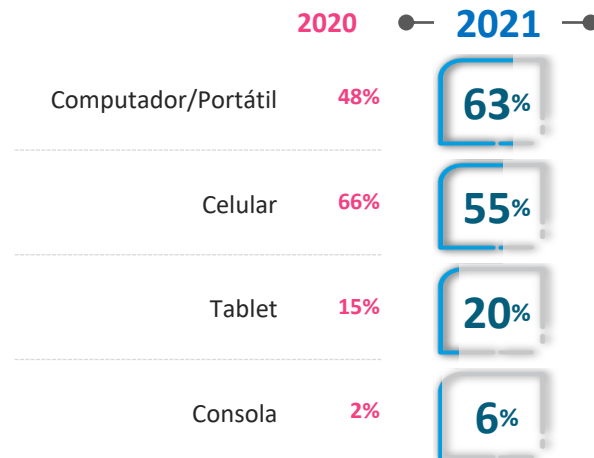 2020 2021
Computador/Portátil 48% 63%
Celular 66% 55%
Tablet 15% 20%
Consola 2% 6%